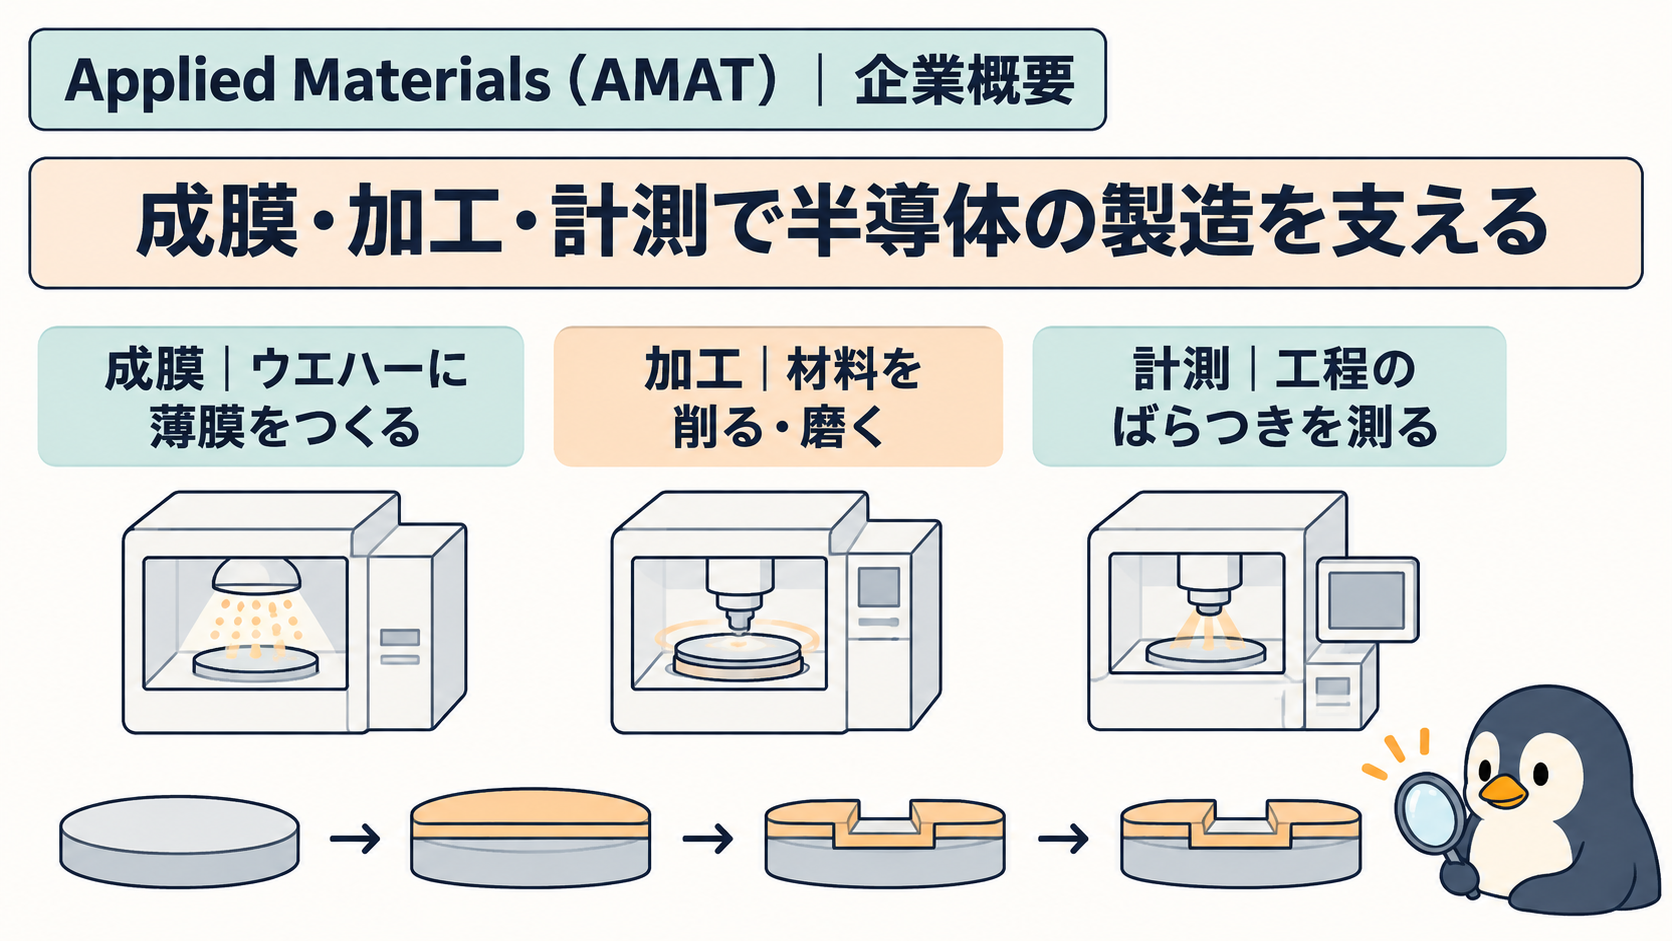 Applied Materials（AMAT）｜企業概要
成膜・加工・計測で半導体の製造を支える
成膜｜ウエハーに
薄膜をつくる
加工｜材料を
削る・磨く
計測｜工程の
ばらつきを測る